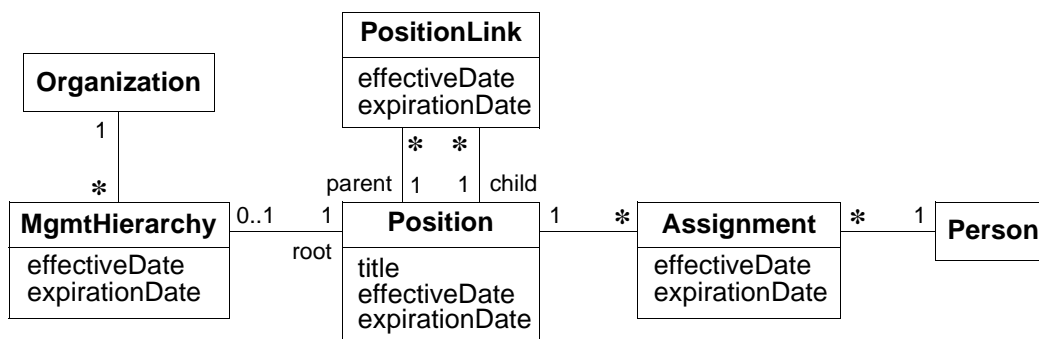 PositionLink
effectiveDate
expirationDate
Organization
1
*
* *
parent 1 1 child
MgmtHierarchy
effectiveDate
expirationDate
0..1 1
root
Position
title
effectiveDate
expirationDate
1 *
Assignment
effectiveDate
expirationDate
* 1
Person